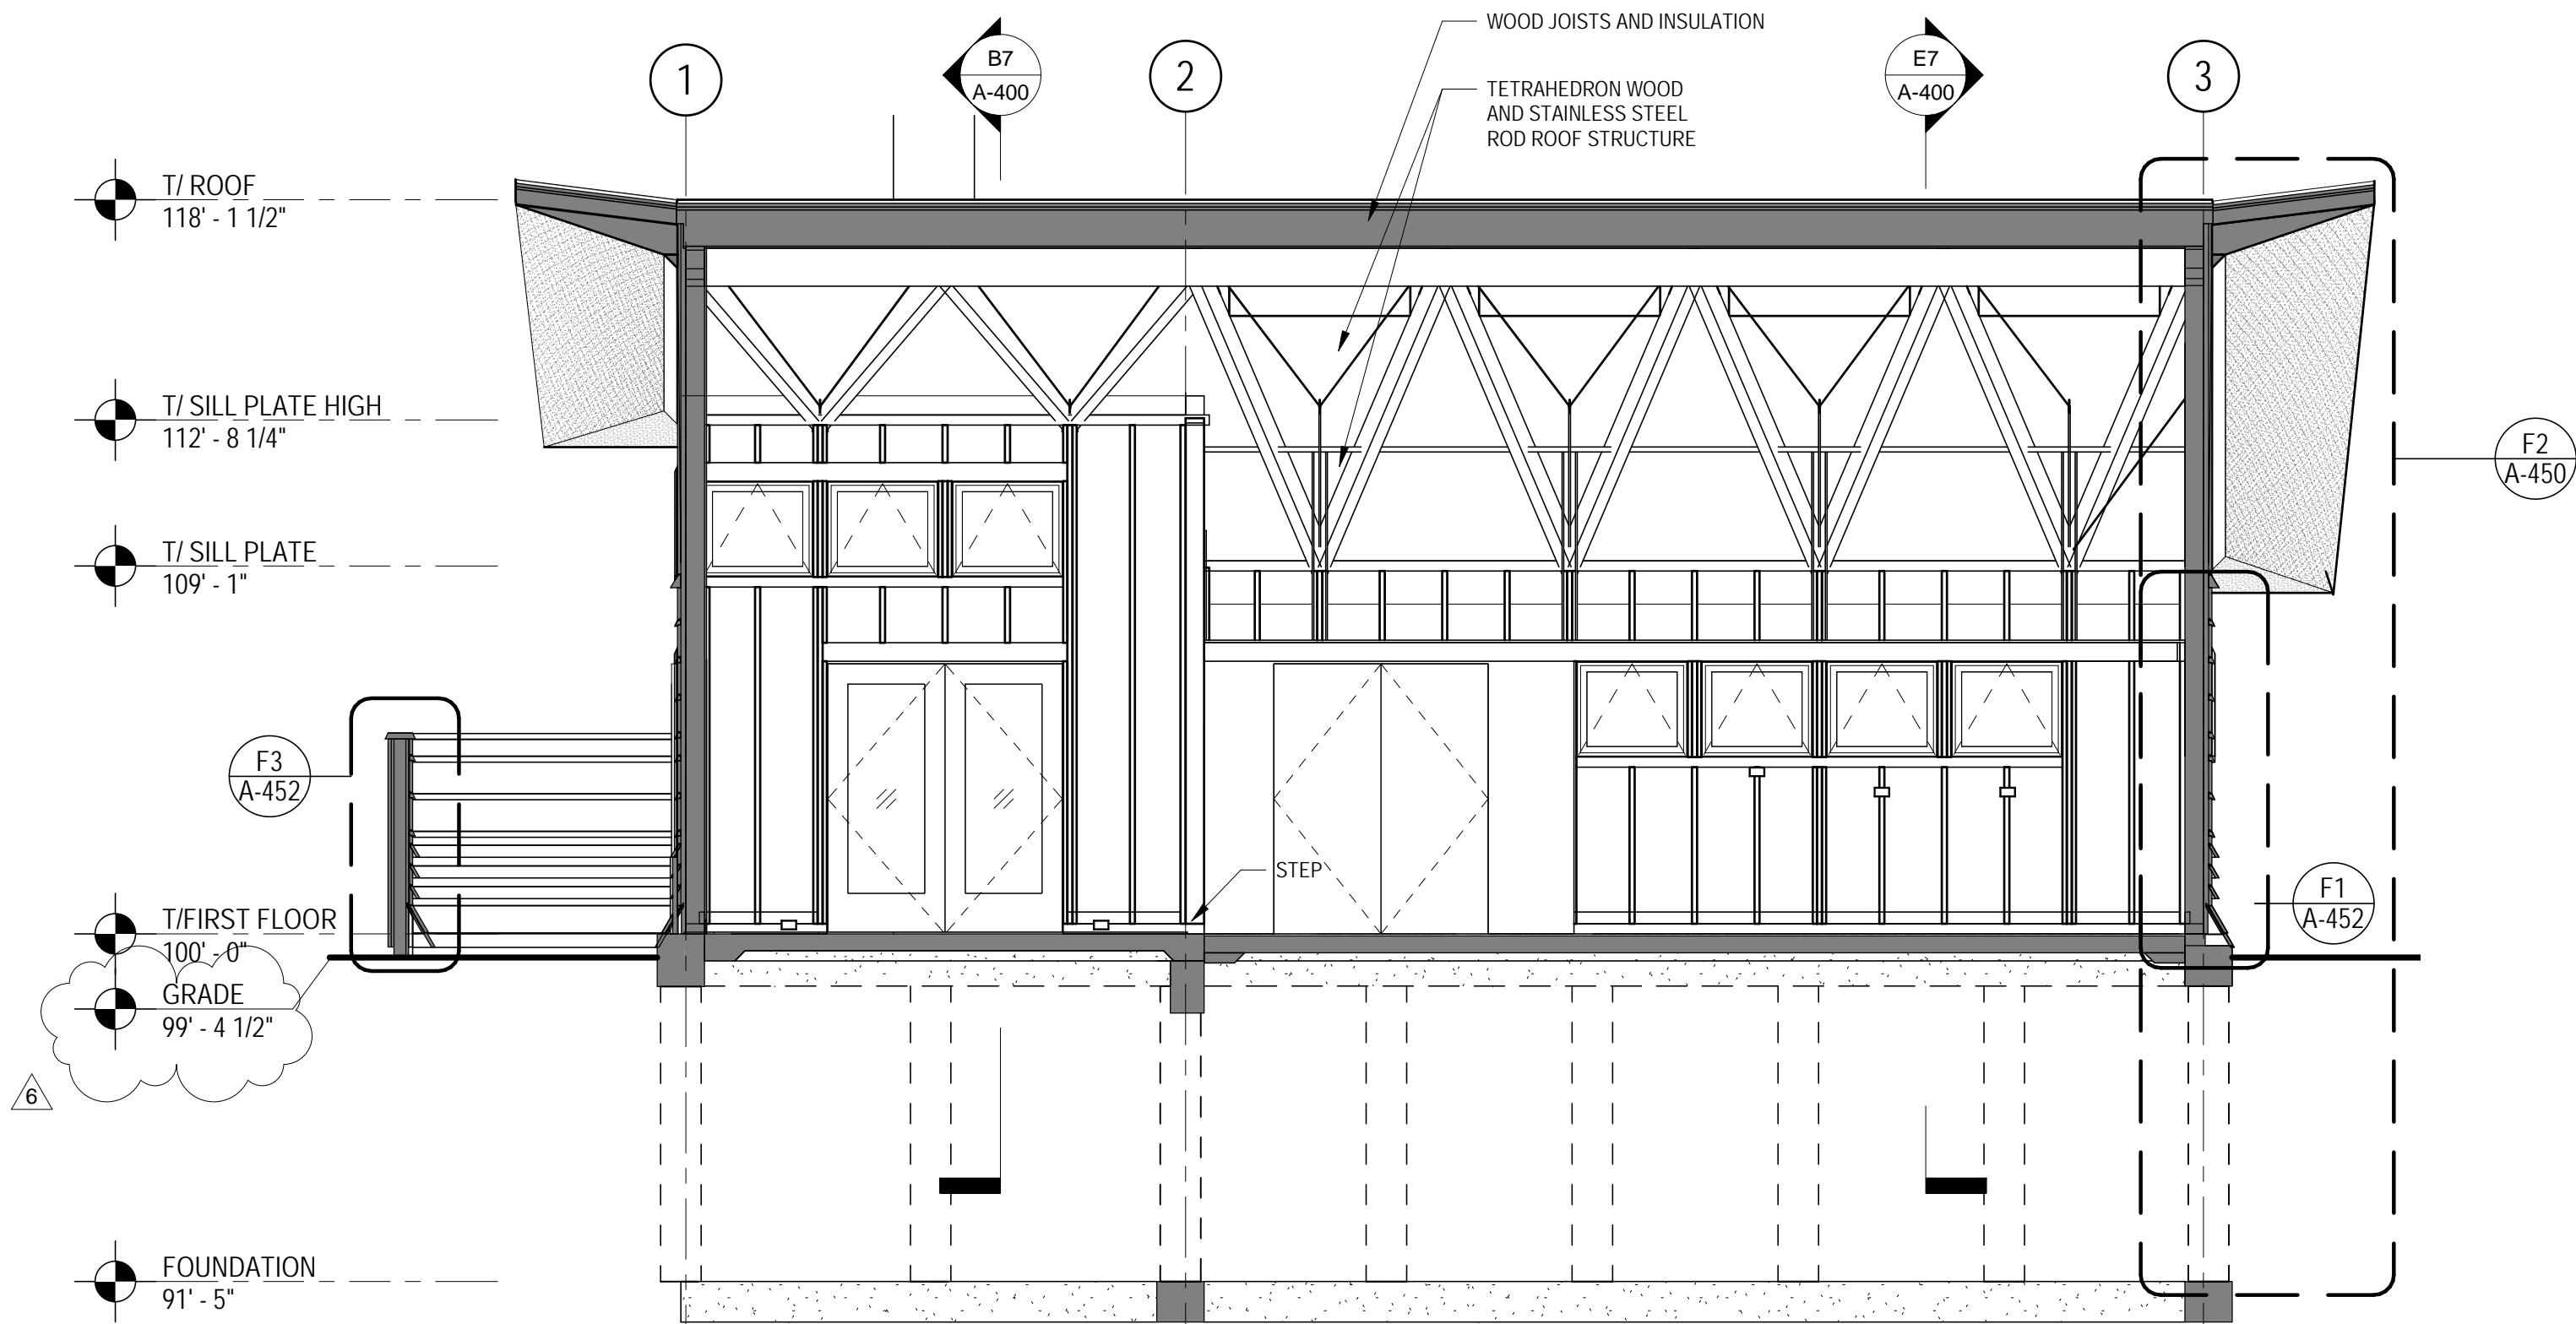 WOOD JOISTS AND INSULATION
1
B7
A-400
2
TETRAHEDRON WOOD
AND STAINLESS STEEL
ROD ROOF STRUCTURE
E7
A-400
3
T/ ROOF
118' - 1 1/2"
T/ SILL PLATE HIGH
112' - 8 1/4"
F2
A-450
T/ SILL PLATE
109' - 1"
F3
A-452
STEP
F1
A-452
T/FIRST FLOOR
100' - 0"
GRADE
99' - 4 1/2"
6
FOUNDATION
91' - 5"